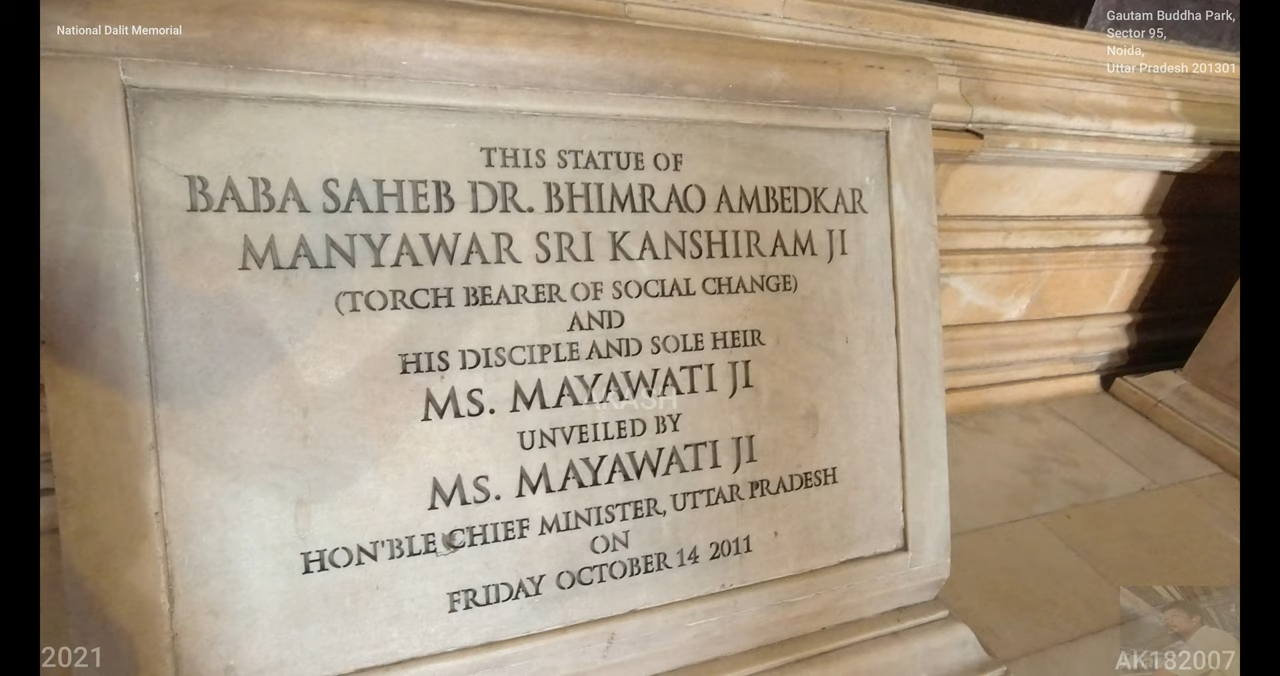 National Dalit Memorial
Gautam Buddha Park,
Sector 95,
Noida,
Uttar Pradesh 201301
THIS STATUE OF
BABA SAHEB DR. BHIMRAO AMBEDKAR
MANYAWAR SRI KANSHIRAM JI
(TORCH BEARER OF SOCIAL CHANGE)
AND
HIS DISCIPLE AND SOLE HEIR
MS. MAYAWATI JI
AKASH
UNVEILED BY
MS. MAYAWATI JI
HON'BLE CHIEF MINISTER, UTTAR PRADESH
ON
FRIDAY OCTOBER 14 2011
2021
AK182007